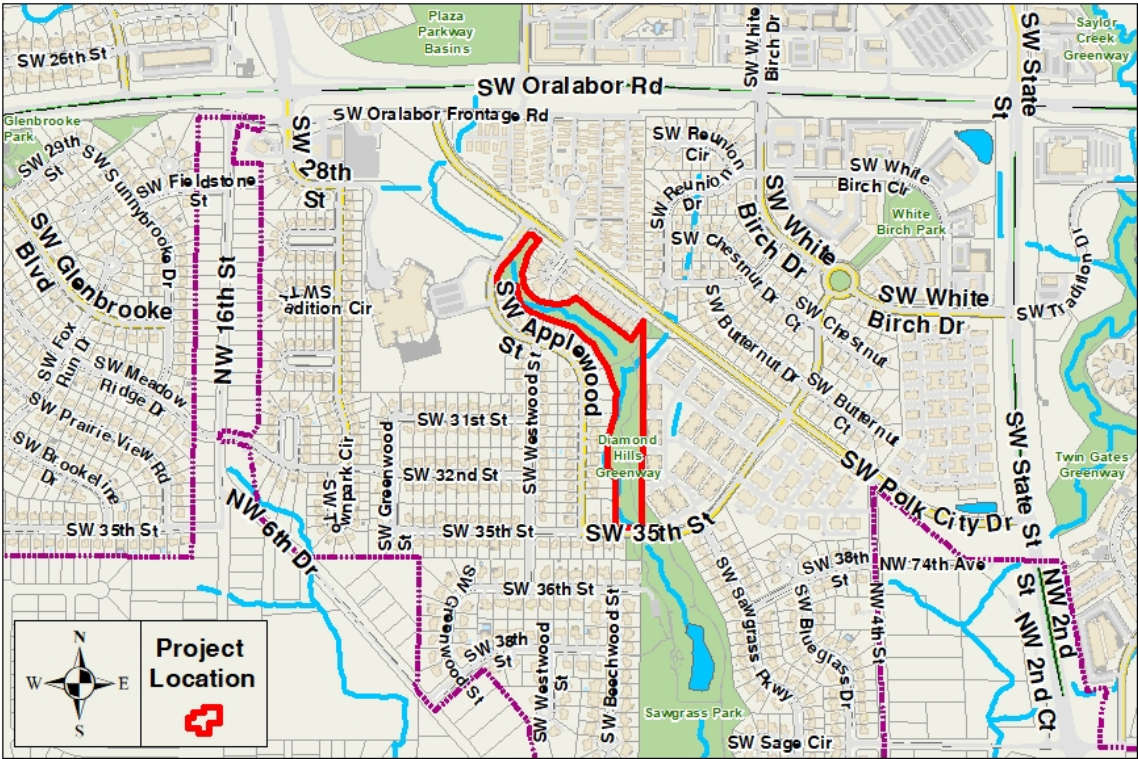 Plaza
Parkway
Basins
Saylor
Creek
Greenway
SW 26th St
SW White
Birch Dr
SW State
St
SW Oralabor Rd
SW Oralabor Frontage Rd
Glenbrooke
Park
SW 29th
St
SW Sunnybrooke Dr
SW Fieldstone
St
SW
28th
St
SW Reunion
Cir
SW Reunion
Dr
SW White
Birch Cir
White
Birch Park
SW White
Birch Dr
SW Chestnut Dr
SW Tradition Dr
SW Glenbrooke
Blvd
NW 16th St
SW Tradition Cir
SW Applewood
St
SW Butternut Dr
SW Chestnut
Ct
SW White
Birch Dr
SW Fox
Run Dr
SW Meadow
Ridge Dr
SW Westwood St
SW Butternut
Ct
SW Prairie View Rd
SW 31st St
SW Brookeline
Dr
SW Townpark Cir
SW Greenwood
St
SW 32nd St
Diamond
Hills
Greenway
SW State St
Twin Gates
Greenway
SW Polk City Dr
SW 35th St
NW 6th Dr
SW 35th St
SW 35th St
SW Greenwood St
SW 36th St
SW 38th
St
SW Westwood
St
SW Beechwood St
SW Sawgrass Pkwy
SW 38th
St
SW Bluegrass Dr
NW 74th Ave
NW 4th St
NW 2nd
St
NW 2nd Ct
Sawgrass Park
SW Sage Cir
N
W
E
S
Project
Location